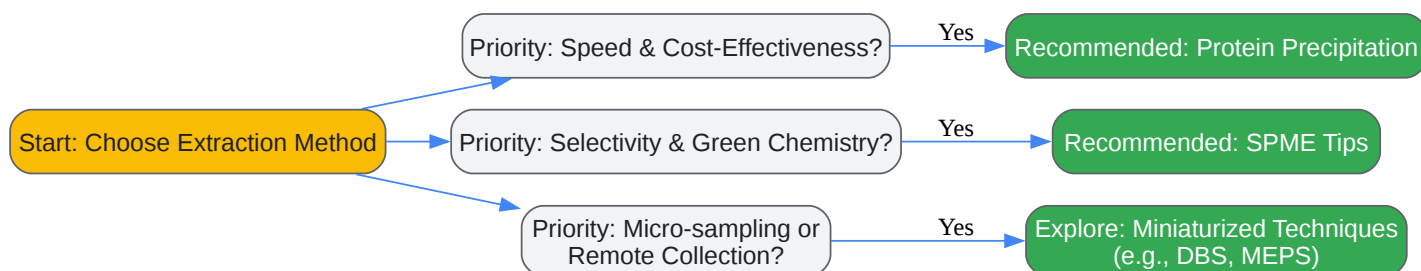 Priority: Speed & Cost-Effectiveness?
Yes
Recommended: Protein Precipitation
Start: Choose Extraction Method
Priority: Selectivity & Green Chemistry?
Yes
Recommended: SPME Tips
Priority: Micro-sampling or
Remote Collection?
Yes
Explore: Miniaturized Techniques
(e.g., DBS, MEPS)